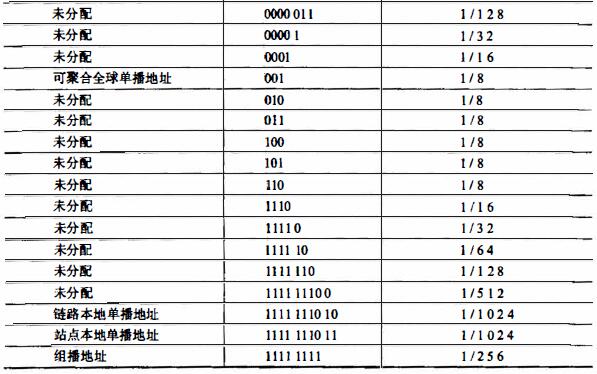 未分配 0000 011 1/128
未分配 0000 1 1/32
未分配 0001 1/16
可聚合全球单播地址 001 1/8
未分配 010 1/8
未分配 011 1/8
未分配 100 1/8
未分配 101 1/8
未分配 110 1/8
未分配 1110 1/16
未分配 1111 0 1/32
未分配 1111 10 1/64
未分配 1111 110 1/128
未分配 1111 1110 0 1/512
链路本地单播地址 1111 1110 10 1/1024
站点本地单播地址 1111 1110 11 1/1024
组播地址 1111 1111 1/256